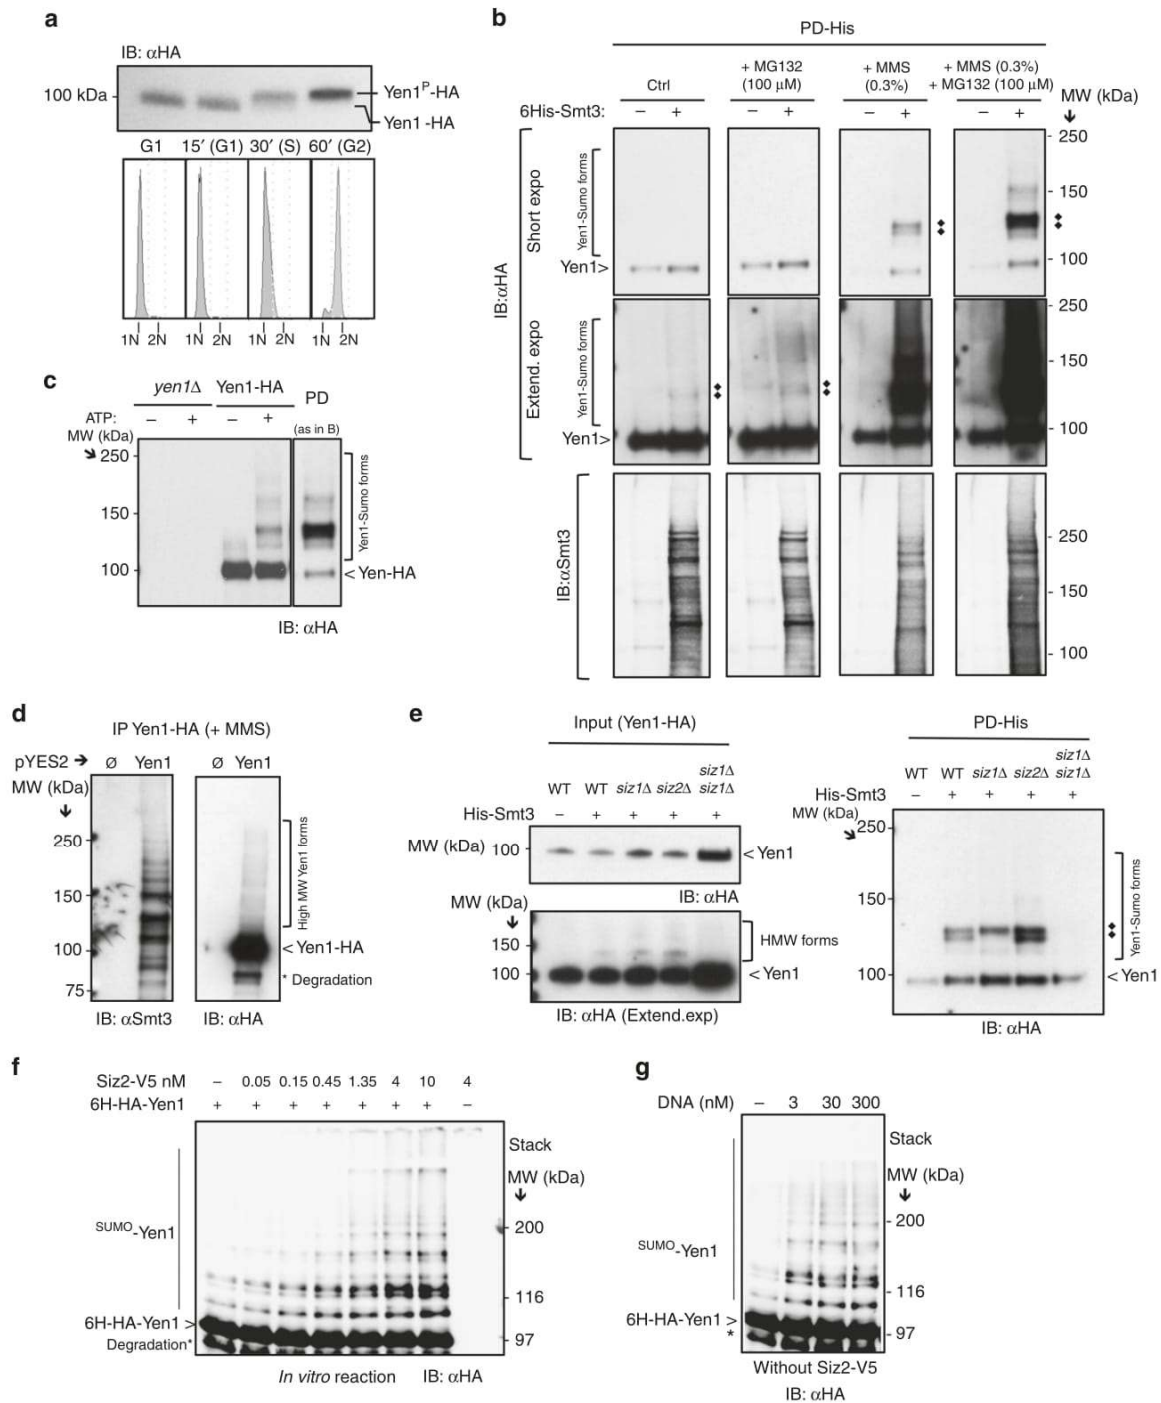 a
IB: αHA
100 kDa
Yen1P-HA
Yen1 -HA
G1 15′ (G1) 30′ (S) 60′ (G2)
1N 2N 1N 2N 1N 2N 1N 2N
b
PD-His
Ctrl
+ MG132
(100 μM)
+ MMS
(0.3%)
+ MMS (0.3%)
+ MG132 (100 μM)
MW (kDa)
6His-Smt3: – + – + – + – +
IB:αHA
Short expo
Yen1-Sumo forms
Yen1>
250
150
100
Extend. expo
Yen1-Sumo forms
Yen1>
250
150
100
IB:αSmt3
250
150
100
c
yen1Δ Yen1-HA PD
ATP: – + – + (as in B)
MW (kDa)
250
150
100
Yen1-Sumo forms
< Yen-HA
IB: αHA
d
IP Yen1-HA (+ MMS)
pYES2 ➔ Ø Yen1 Ø Yen1
MW (kDa)
250
150
100
75
High MW Yen1 forms
< Yen1-HA
* Degradation
IB: αSmt3 IB: αHA
e
Input (Yen1-HA)
WT WT siz1Δ siz2Δ siz1Δ
siz1Δ
His-Smt3 – + + + +
MW (kDa) 100
< Yen1
IB: αHA
MW (kDa)
150
100
HMW forms
< Yen1
IB: αHA (Extend.exp)
PD-His
WT WT siz1Δ siz2Δ siz1Δ
siz1Δ
His-Smt3 – + + + +
MW (kDa)
250
150
100
Yen1-Sumo forms
< Yen1
IB: αHA
f
Siz2-V5 nM – 0.05 0.15 0.45 1.35 4 10 4
6H-HA-Yen1 + + + + + + + –
Stack
MW (kDa)
200
116
97
SUMO-Yen1
6H-HA-Yen1 >
Degradation*
In vitro reaction IB: αHA
g
DNA (nM) – 3 30 300
Stack
MW (kDa)
200
116
97
SUMO-Yen1
6H-HA-Yen1 >
*
Without Siz2-V5
IB: αHA